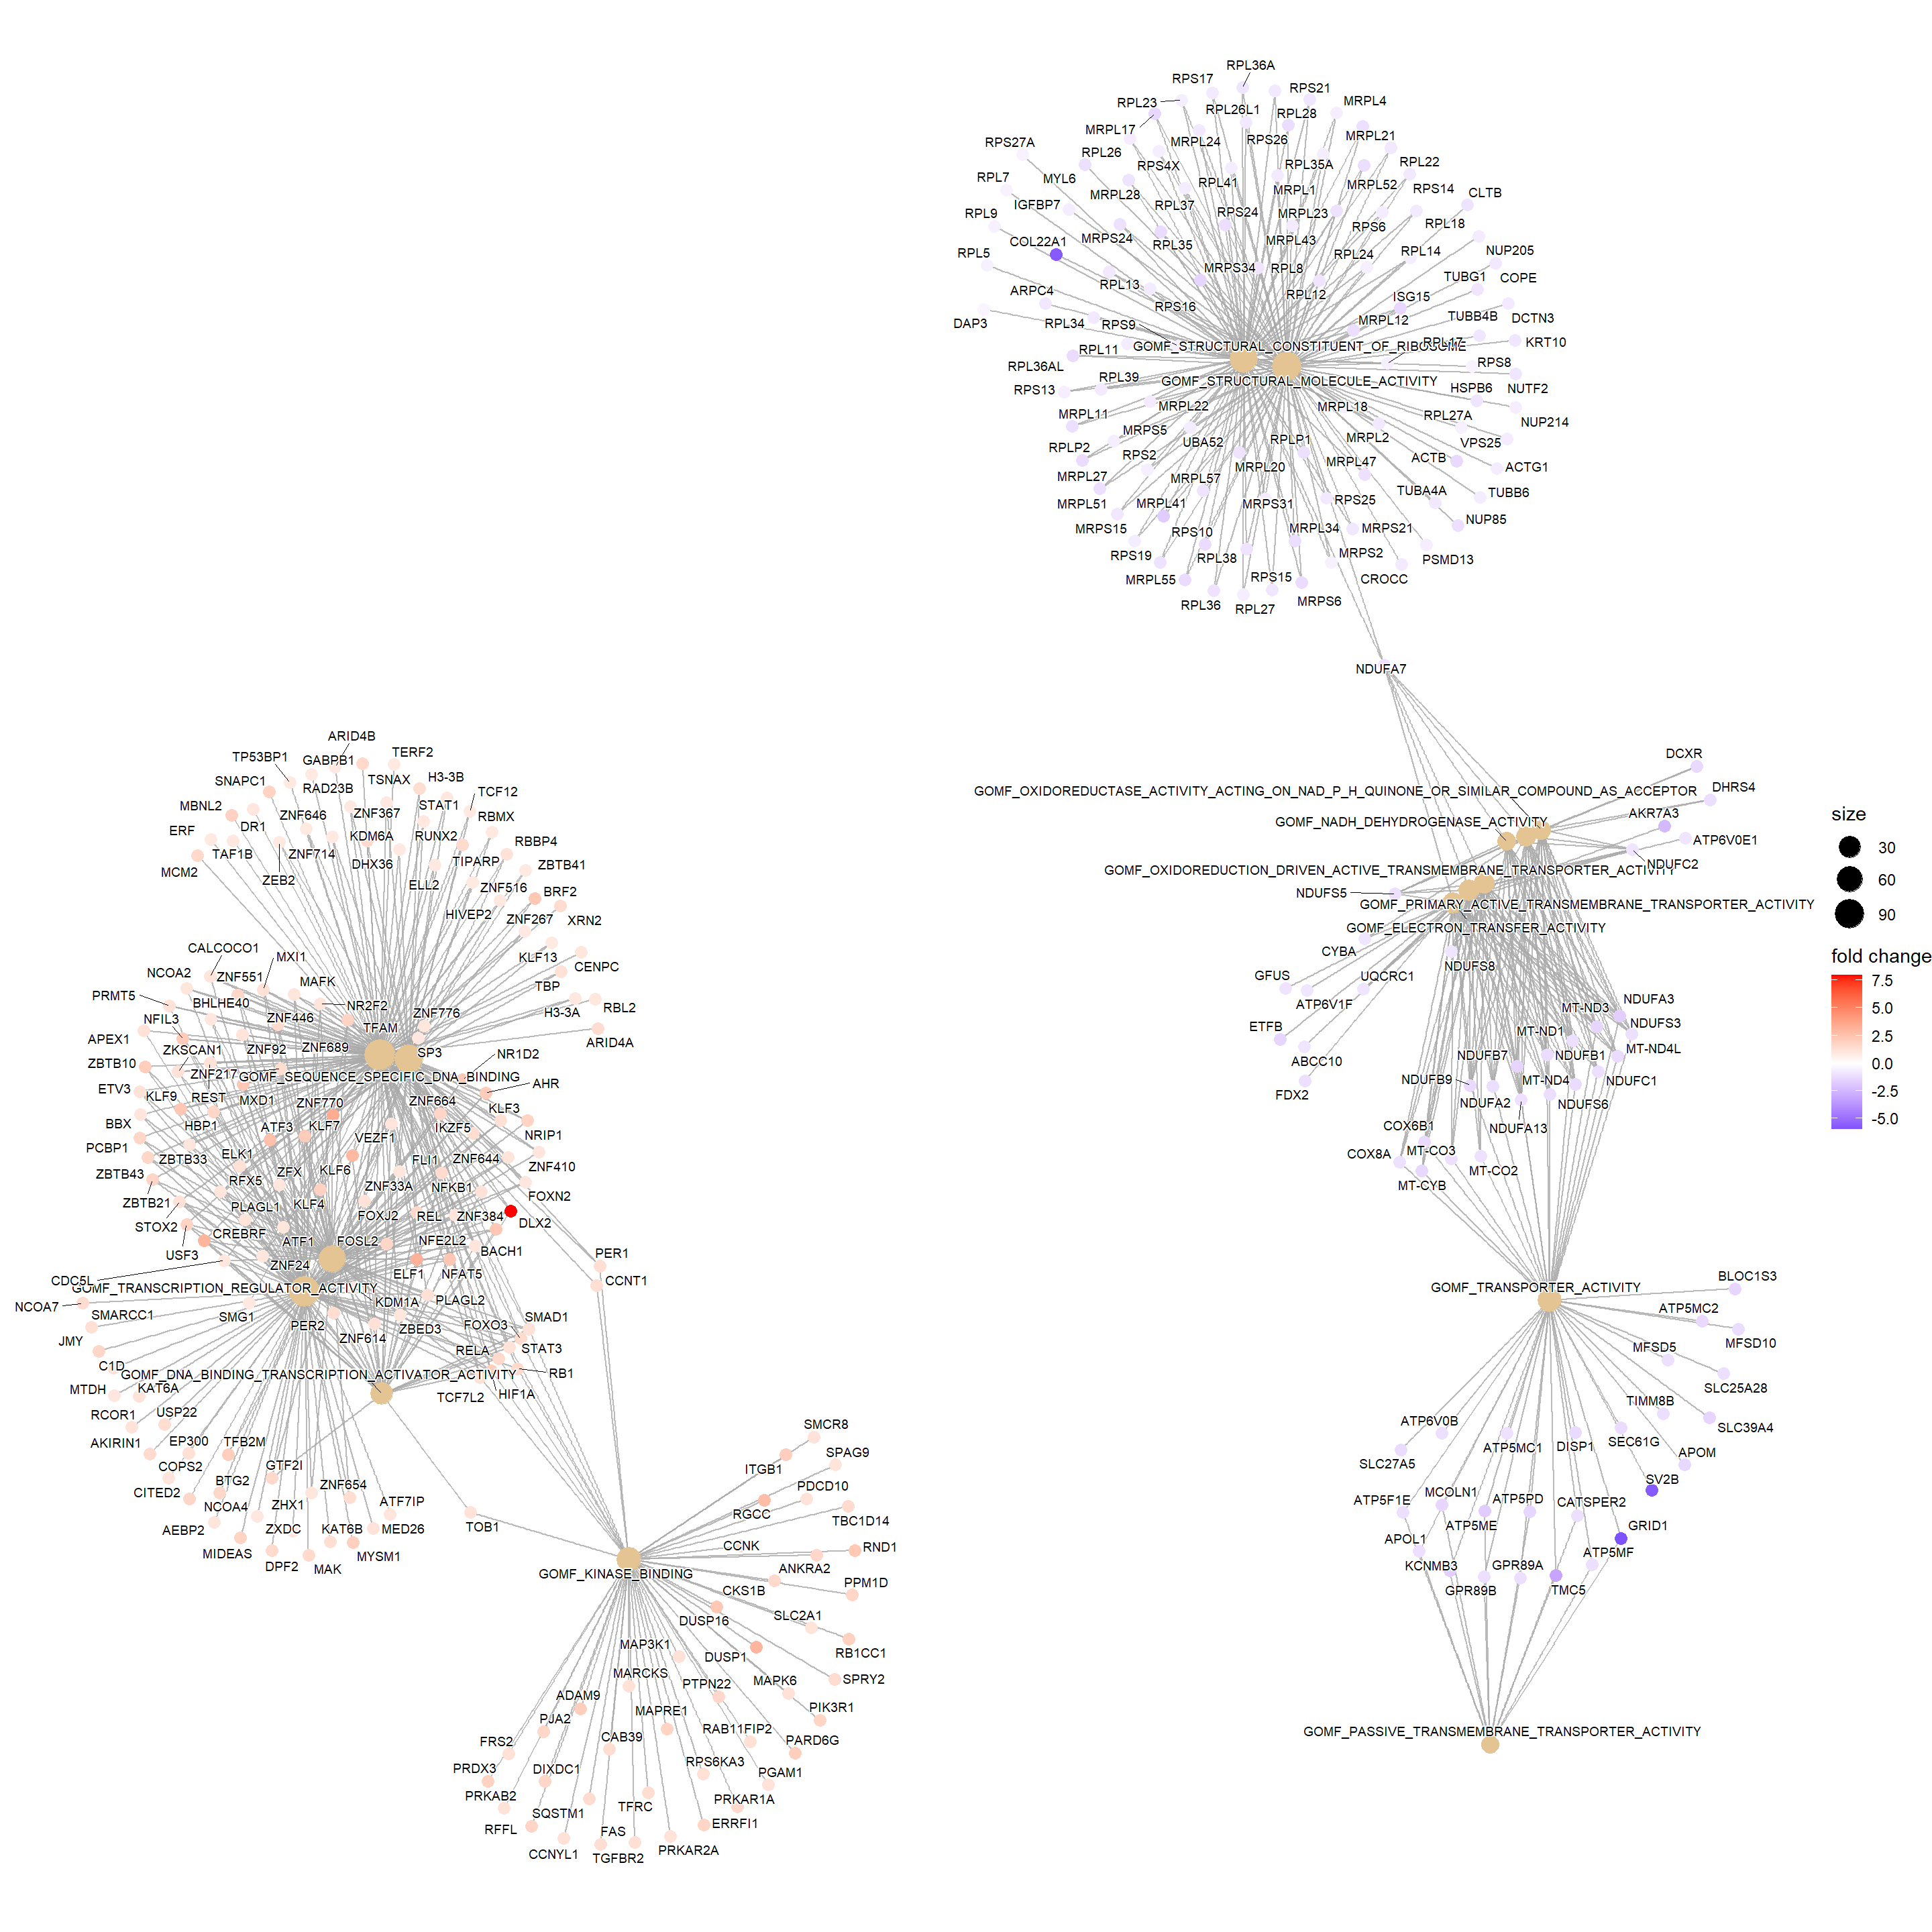 RPL36A
RPS17
RPS21
RPL23
RPL26L1
RPL28
MRPL4
MRPL17
MRPL24
RPS26
MRPL21
RPS27A
RPL26
RPS4X
RPL35A
RPL22
RPL7
MYL6
MRPL28
RPL41
MRPL1
MRPL52
RPS14
CLTB
IGFBP7
RPL37
RPL9
RPS24
MRPL23
RPS6
RPL18
COL22A1
MRPS24
RPL35
MRPL43
RPL5
RPL24
RPL14
NUP205
MRPS34
RPL8
TUBG1
COPE
ARPC4
RPL13
RPL12
ISG15
RPS16
DAP3
RPL34
RPS9
MRPL12
TUBB4B
DCTN3
GOMF_STRUCTURAL_CONSTITUENT_OF_RIBOSOME
RPL17
KRT10
RPL11
RPL36AL
RPS8
RPL39
GOMF_STRUCTURAL_MOLECULE_ACTIVITY
RPS13
HSPB6
NUTF2
MRPL11
MRPL22
MRPL18
RPL27A
NUP214
MRPS5
UBA52
RPLP1
MRPL2
VPS25
RPLP2
RPS2
MRPL20
MRPL47
ACTB
ACTG1
MRPL27
MRPL57
TUBA4A
TUBB6
MRPL51
MRPL41
MRPS31
RPS25
NUP85
MRPS15
RPS10
MRPL34
MRPS21
RPS19
RPL38
MRPS2
PSMD13
MRPL55
RPS15
CROCC
RPL36
RPL27
MRPS6
NDUFA7
DCXR
GOMF_OXIDOREDUCTASE_ACTIVITY_ACTING_ON_NAD_P_H_QUINONE_OR_SIMILAR_COMPOUND_AS_ACCEPTOR
DHRS4
AKR7A3
GOMF_NADH_DEHYDROGENASE_ACTIVITY
ATP6V0E1
NDUFC2
GOMF_OXIDOREDUCTION_DRIVEN_ACTIVE_TRANSMEMBRANE_TRANSPORTER_ACTIVITY
NDUFS5
GOMF_PRIMARY_ACTIVE_TRANSMEMBRANE_TRANSPORTER_ACTIVITY
GOMF_ELECTRON_TRANSFER_ACTIVITY
CYBA
NDUFS8
GFUS
UQCRC1
ATP6V1F
MT-ND3
NDUFA3
ETFB
MT-ND1
NDUFS3
ABCC10
NDUFB7
NDUFB1
MT-ND4L
FDX2
NDUFB9
MT-ND4
NDUFC1
NDUFA2
NDUFS6
COX6B1
NDUFA13
COX8A
MT-CO3
MT-CO2
MT-CYB
GOMF_TRANSPORTER_ACTIVITY
BLOC1S3
ATP5MC2
MFSD10
MFSD5
SLC25A28
TIMM8B
ATP6V0B
SLC39A4
ATP5MC1
DISP1
SEC61G
SLC27A5
APOM
SV2B
MCOLN1
ATP5PD
ATP5F1E
CATSPER2
ATP5ME
GRID1
APOL1
ATP5MF
KCNMB3
GPR89A
GPR89B
TMC5
GOMF_PASSIVE_TRANSMEMBRANE_TRANSPORTER_ACTIVITY
size
30
60
90
fold change
7.5
5.0
2.5
0.0
-2.5
-5.0
ARID4B
TP53BP1
GABPB1
TERF2
SNAPC1
RAD23B
TSNAX
H3-3B
MBNL2
ZNF646
ZNF367
STAT1
TCF12
ERF
DR1
KDM6A
RUNX2
RBMX
TAF1B
ZNF714
DHX36
TIPARP
RBBP4
MCM2
ZEB2
ELL2
ZNF516
ZBTB41
HIVEP2
BRF2
ZNF267
XRN2
CALCOCO1
MXI1
KLF13
NCOA2
ZNF551
MAFK
CENPC
PRMT5
BHLHE40
NR2F2
TBP
NFIL3
ZNF446
ZNF776
H3-3A
RBL2
APEX1
TFAM
ZKSCAN1
ZNF92
ZNF689
SP3
NR1D2
ARID4A
ZBTB10
ZNF217
GOMF_SEQUENCE_SPECIFIC_DNA_BINDING
AHR
ETV3
KLF9
REST
MXD1
ZNF770
ZNF664
KLF3
BBX
HBP1
ATF3
KLF7
VEZF1
IKZF5
NRIP1
PCBP1
ZBTB33
ELK1
ZFX
KLF6
FLI1
ZNF644
ZNF410
ZBTB43
RFX5
ZNF33A
NFKB1
FOXN2
ZBTB21
PLAGL1
KLF4
STOX2
FOXJ2
REL
ZNF384
DLX2
CREBRF
ATF1
FOSL2
NFE2L2
USF3
BACH1
PER1
ZNF24
ELF1
NFAT5
CDC5L
CCNT1
GOMF_TRANSCRIPTION_REGULATOR_ACTIVITY
NCOA7
KDM1A
PLAGL2
SMARCC1
SMG1
PER2
ZBED3
FOXO3
SMAD1
JMY
ZNF614
RELA
STAT3
C1D
GOMF_DNA_BINDING_TRANSCRIPTION_ACTIVATOR_ACTIVITY
RB1
MTDH
KAT6A
TCF7L2
HIF1A
RCOR1
USP22
AKIRIN1
EP300
TFB2M
COPS2
GTF2I
BTG2
ZNF654
CITED2
NCOA4
ZHX1
ATF7IP
AEBP2
ZXDC
KAT6B
MED26
TOB1
MIDEAS
DPF2
MAK
MYSM1
SMCR8
ITGB1
SPAG9
PDCD10
RGCC
TBC1D14
CCNK
RND1
GOMF_KINASE_BINDING
ANKRA2
CKS1B
PPM1D
DUSP16
SLC2A1
MAP3K1
DUSP1
RB1CC1
MARCKS
PTPN22
MAPK6
SPRY2
ADAM9
MAPRE1
PIK3R1
PJA2
RAB11FIP2
FRS2
CAB39
PARD6G
PRDX3
DIXDC1
RPS6KA3
PGAM1
PRKAB2
SQSTM1
TFRC
PRKAR1A
RFFL
FAS
ERRFI1
CCNYL1
TGFBR2
PRKAR2A